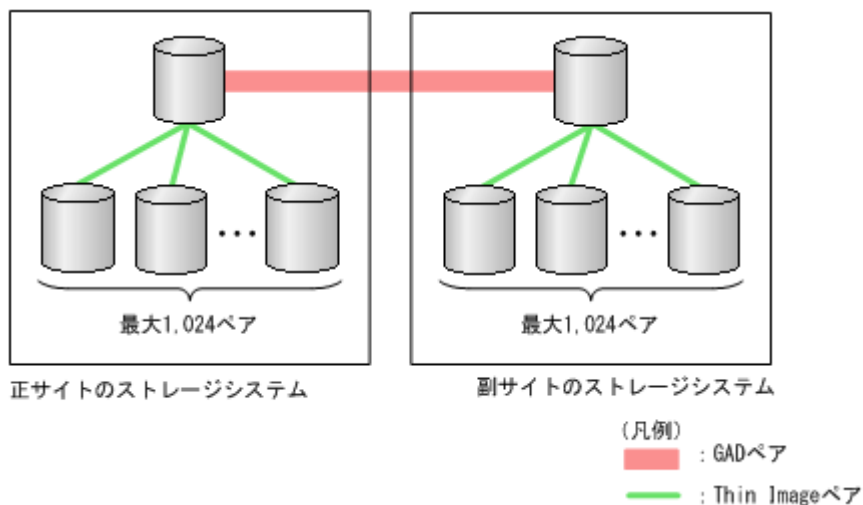 最大1,024ペア
最大1,024ペア
正サイトのストレージシステム
副サイトのストレージシステム
(凡例)
：GADペア
：Thin Imageペア